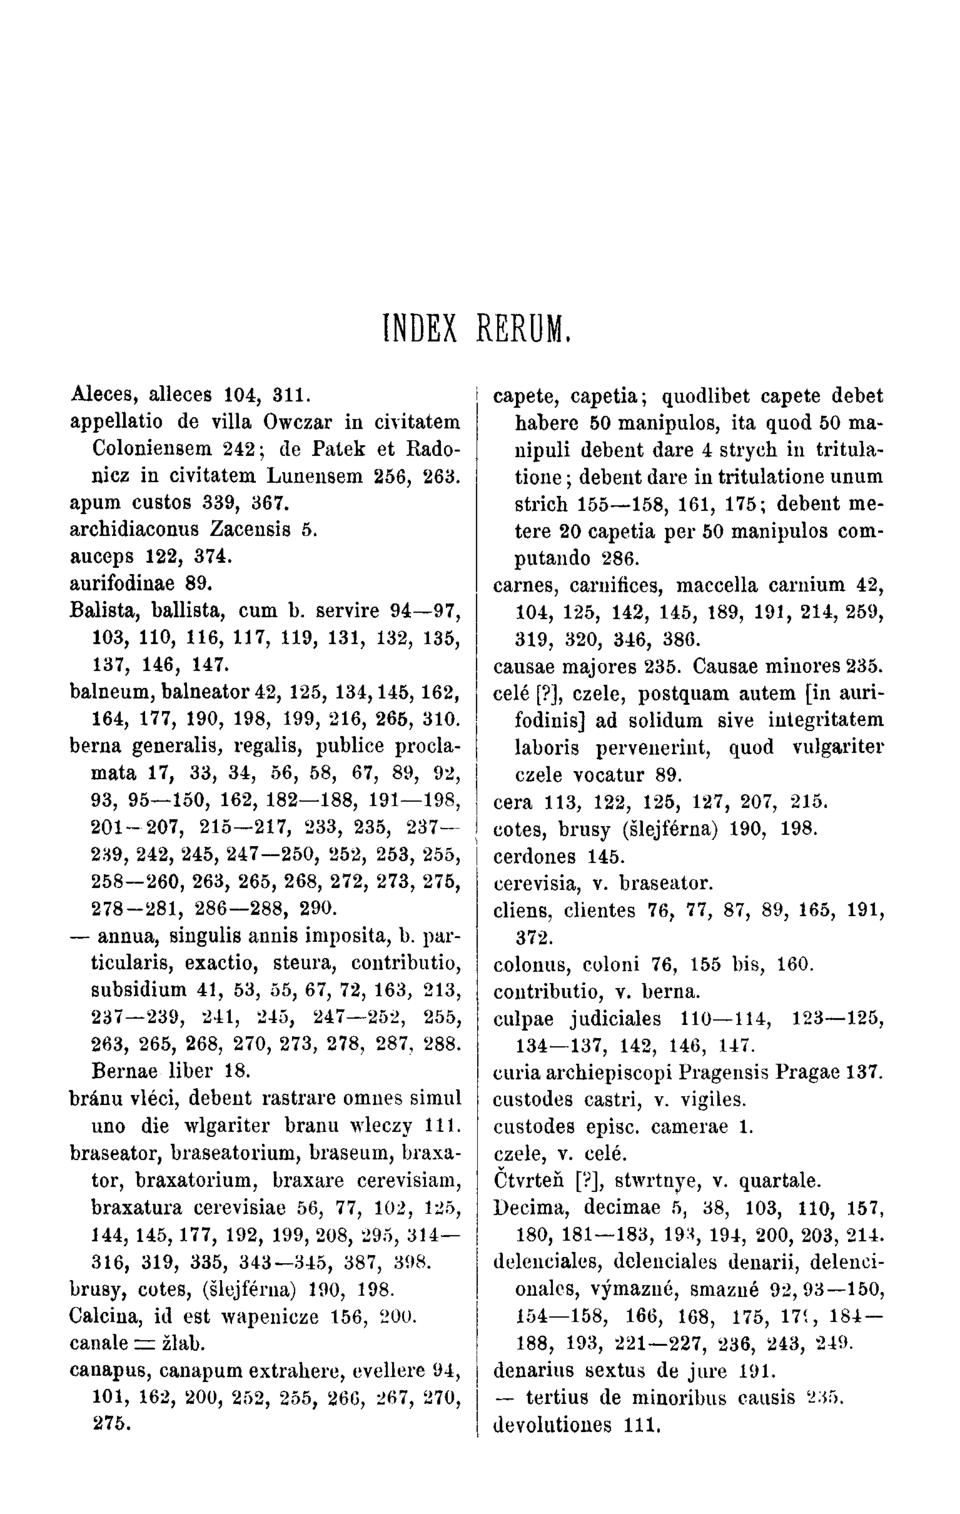 INDEX RERUM.
Aleces, alleces 104, 311.
appellatio de villa Owczar in civitatem
Coloniensem 242; de Patek et Rado-
nicz in civitatem Lunensem 256, 263.
apum custos 339, 367.
archidiaconus Zacensis 5.
auceps 122, 374.
aurifodinae 89.
Balista, ballista, cum b. servire 94—97,
103, 110, 116, 117, 119, 131, 132, 135,
137, 146, 147.
balneum, balneator 42, 125, 134, 145, 162,
164, 177, 190, 198, 199, 216, 265, 310.
berna generalis, regalis, publice procla-
mata 17, 33, 34, 56, 58, 67, 89, 92,
93, 95—150, 162, 182—188, 191—198,
201—207, 215—217, 233, 235, 237—
239, 242, 245, 247—250, 252, 253, 255,
258—260, 263, 265, 268, 272, 273, 275,
278—281, 286—288, 290.
— annua, singulis annis imposita, b. par-
ticularis, exactio, steura, contributio,
subsidium 41, 53, 55, 67, 72, 163, 213,
237—239, 241, 245, 247—252, 255,
263, 265, 268, 270, 273, 278, 287, 288.
Bernae liber 18.
bránu vléci, debent rastrare omnes simul
uno die wlgariter branu wleczy 111.
braseator, braseatorium, braseum, braxa-
tor, braxatorium, braxare cerevisiam,
braxatura cerevisiae 56, 77, 102, 125,
144, 145, 177, 192, 199, 208, 295, 314—
316, 319, 335, 343—345, 387, 398.
brusy, cotes, (šlejférna) 190, 198.
Calcina, id est wapenicze 156, 200.
canale = žlab.
canapus, canapum extrahere, evellere 94,
101, 162, 200, 252, 255, 266, 267, 270,
275.
capete, capetia; quodlibet capete debet
habere 50 manipulos, ita quod 50 ma-
nipuli debent dare 4 strych in tritula-
tione; debent dare in tritulatione unum
strich 155—158, 161, 175; debent me-
tere 20 capetia per 50 manipulos com-
putando 286.
carnes, carnifices, maccella carnium 42,
104, 125, 142, 145, 189, 191, 214, 259,
319, 320, 346, 386.
causae majores 235. Causae minores 235.
celé [?], czele, postquam autem [in auri-
fodinis] ad solidum sive integritatem
laboris pervenerint, quod vulgariter
czele vocatur 89.
cera 113, 122, 125, 127, 207, 215.
cotes, brusy (šlejférna) 190, 198.
cerdones 145.
cerevisia, v. braseator.
cliens, clientes 76, 77, 87, 89, 165, 191,
372.
colonus, coloni 76, 155 bis, 160.
contributio, v. berna.
culpae judiciales 110—114, 123—125,
134—137, 142, 146, 147.
curia archiepiscopi Pragensis Pragae 137.
custodes castri, v. vigiles.
custodes episc. camerae 1.
czele, v. celé.
Čtvrteň [?], stwrtnye, v. quartale.
Decima, decimae 5, 38, 103, 110, 157,
180, 181—183, 193, 194, 200, 203, 214.
delenciales, delenciales denarii, delenci-
onales, výmazné, smazné 92, 93—150,
154—158, 166, 168, 175, 184—
188, 193, 221—227, 236, 243, 249.
denarius sextus de jure 191.
— tertius de minoribus causis 235.
devolutiones 111.